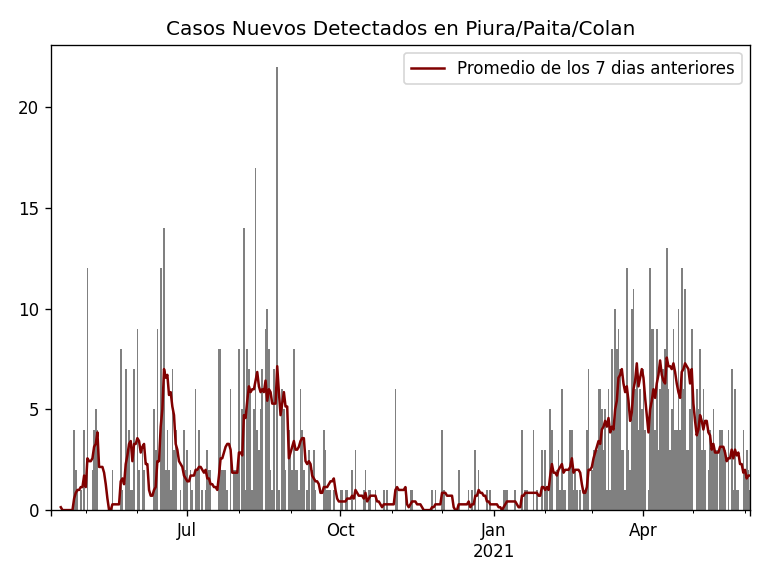 Casos Nuevos Detectados en Piura/Paita/Colan
Promedio de los 7 dias anteriores
20
15
10
5
0
Jul
Oct
Jan
2021
Apr